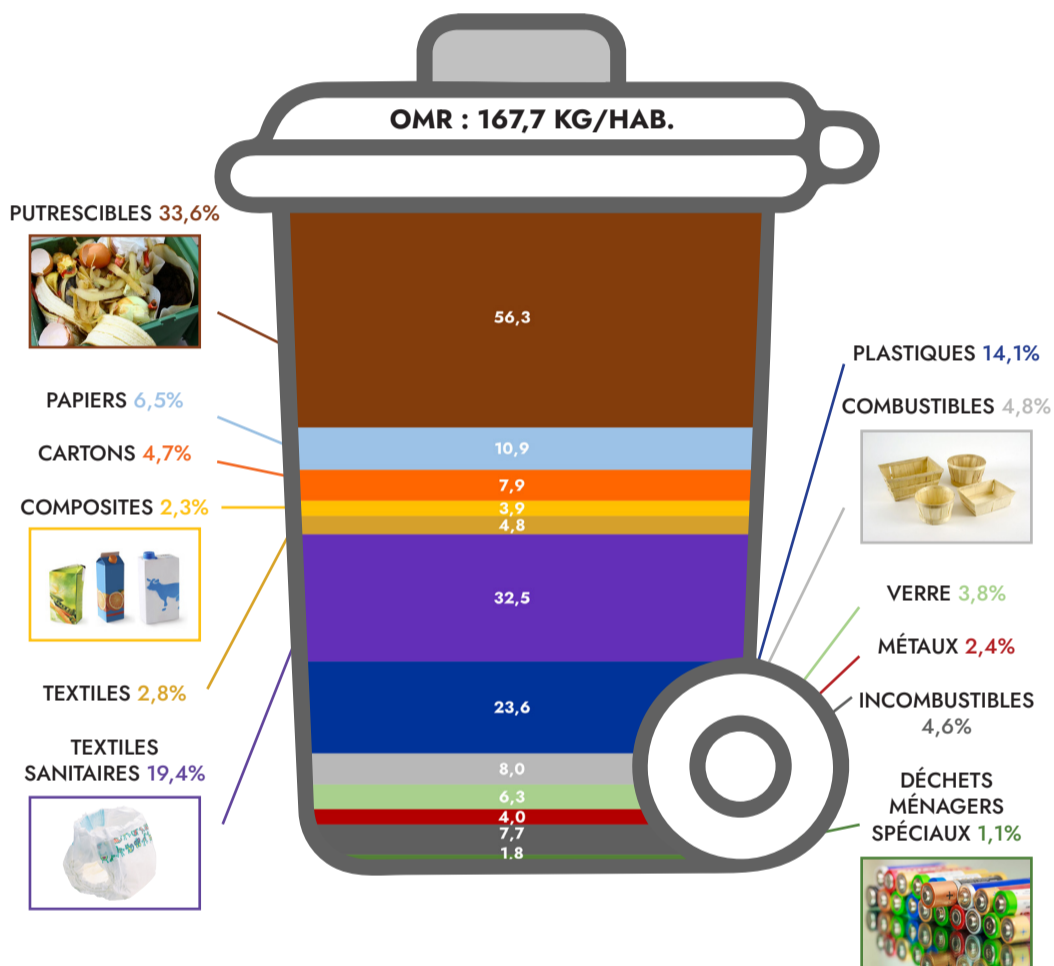 OMR : 167,7 KG/HAB.
PUTRESCIBLES 33,6%
PAPIERS 6,5%
CARTONS 4,7%
COMPOSITES 2,3%
TEXTILES 2,8%
TEXTILES
SANITAIRES 19,4%
56,3
10,9
7,9
3,9
4,8
32,5
23,6
8,0
6,3
4,0
7,7
1.8
PLASTIQUES 14,1%
COMBUSTIBLES 4,8%
VERRE 3,8%
MÉTAUX 2,4%
INCOMBUSTIBLES
4,6%
DÉCHETS
MÉNAGERS
SPÉCIAUX 1,1%